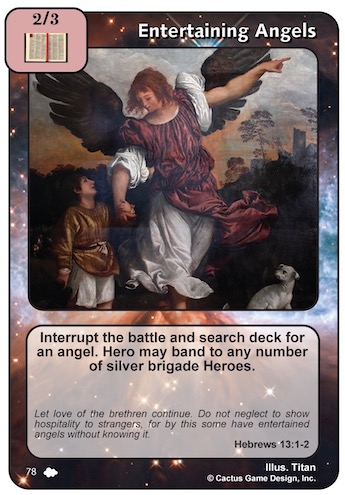 2/3
Entertaining Angels
Interrupt the battle and search deck for
an angel. Hero may band to any number
of silver brigade Heroes.
Let love of the brethren continue. Do not neglect to show
hospitality to strangers, for by this some have entertained
angels without knowing it.
Hebrews 13:1-2
78
Illus. Titan
© Cactus Game Design, Inc.